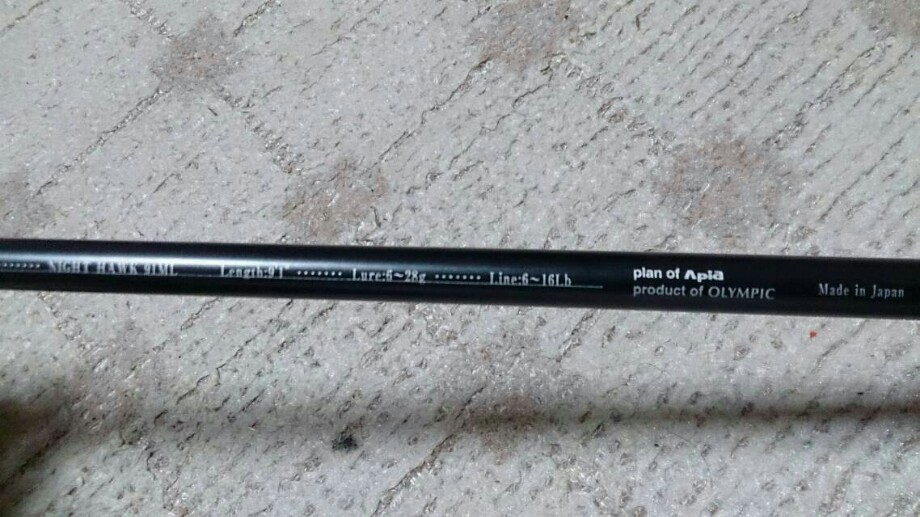 NIGHT HAWK 91ML Length:9'1" Lure:6~28g Line:6~16Lb
plan of Apia
product of OLYMPIC
Made in Japan